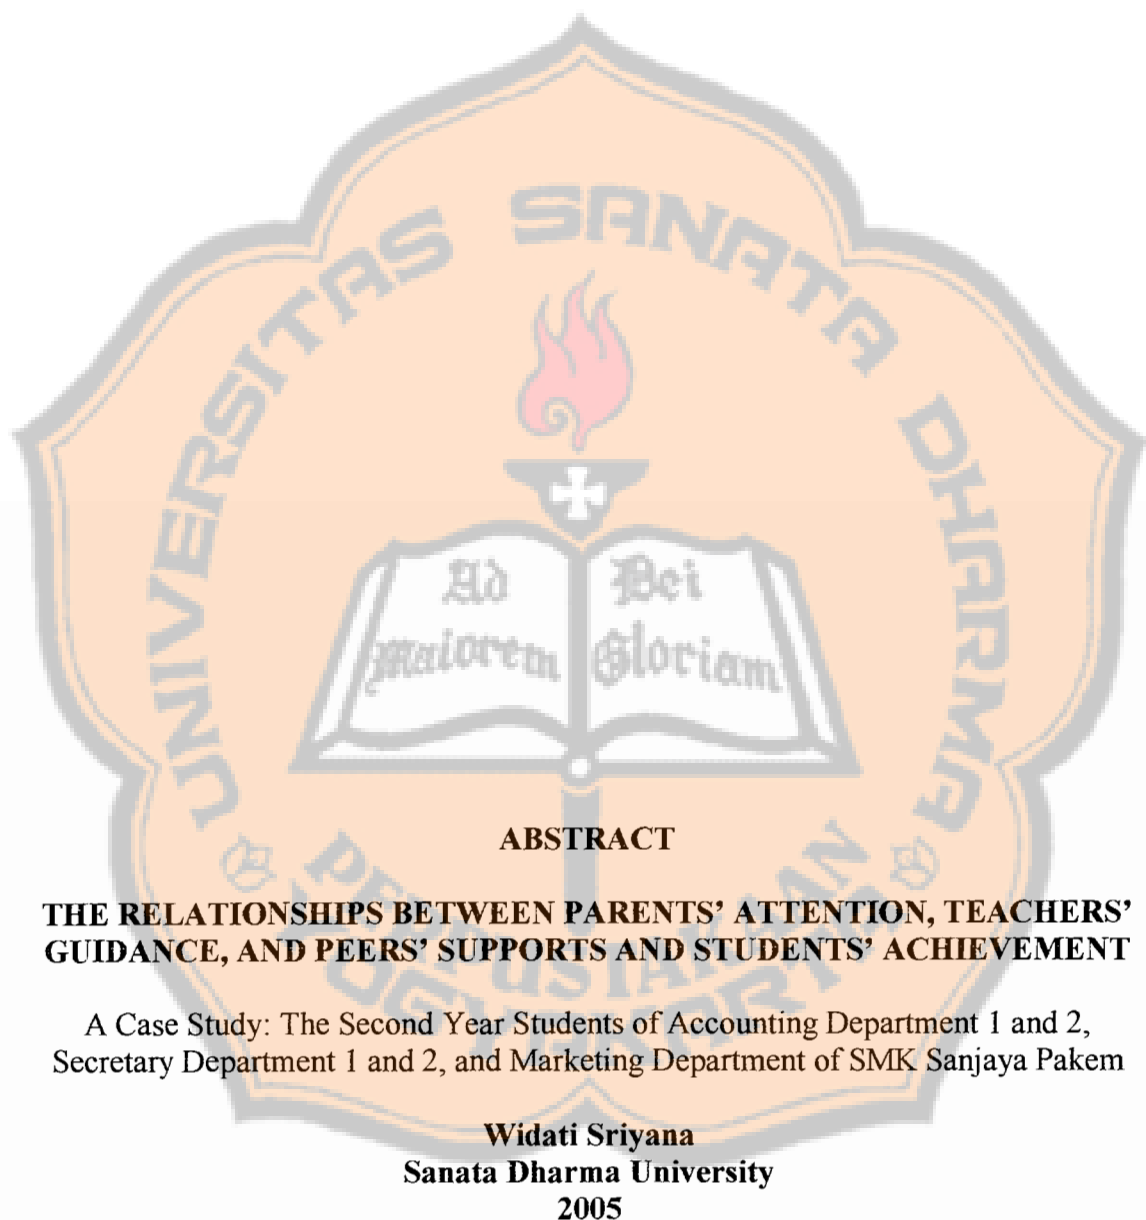 UNIVERSITAS SANATA DHARMA
Ad Dei
maiorem Gloriam
PERPUSTAKAAN
YOGYAKARTA
ABSTRACT
THE RELATIONSHIPS BETWEEN PARENTS’ ATTENTION, TEACHERS’
GUIDANCE, AND PEERS’ SUPPORTS AND STUDENTS’ ACHIEVEMENT
A Case Study: The Second Year Students of Accounting Department 1 and 2,
Secretary Department 1 and 2, and Marketing Department of SMK Sanjaya Pakem
Widati Sriyana
Sanata Dharma University
2005